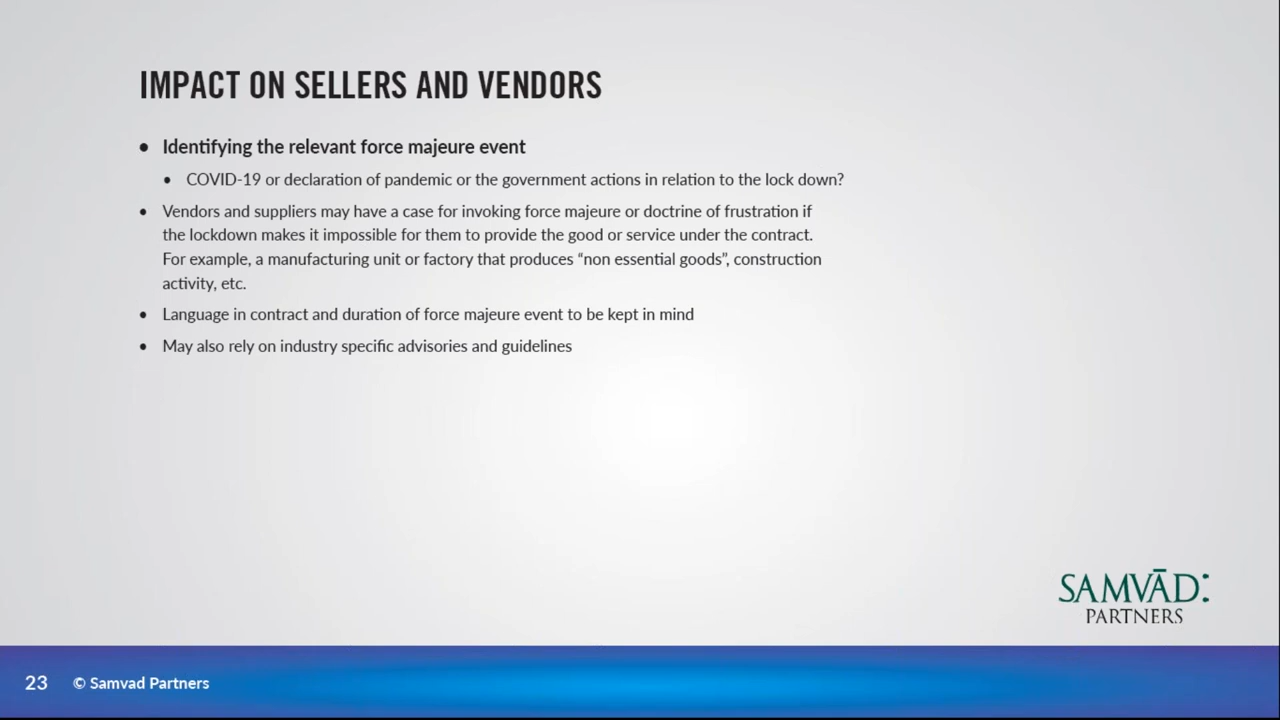 IMPACT ON SELLERS AND VENDORS
• Identifying the relevant force majeure event
• COVID-19 or declaration of pandemic or the government actions in relation to the lock down?
• Vendors and suppliers may have a case for invoking force majeure or doctrine of frustration if
the lockdown makes it impossible for them to provide the good or service under the contract.
For example, a manufacturing unit or factory that produces “non essential goods”, construction
activity, etc.
• Language in contract and duration of force majeure event to be kept in mind
• May also rely on industry specific advisories and guidelines
SAMVĀD:
PARTNERS
23 © Samvad Partners